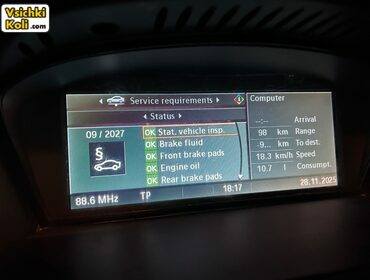 Vsichki
Koli.com
Service requirements
Computer
Status
--:-- Arrival
09 / 2027
OK Stat. vehicle insp.
98 km Range
OK Brake fluid
-9... km To dest.
OK Front brake pads
18.3 km/h Speed
OK Engine oil
10.7 l Consumpt.
OK Rear brake pads
88.6 MHz TP 18:17 28.11.2025